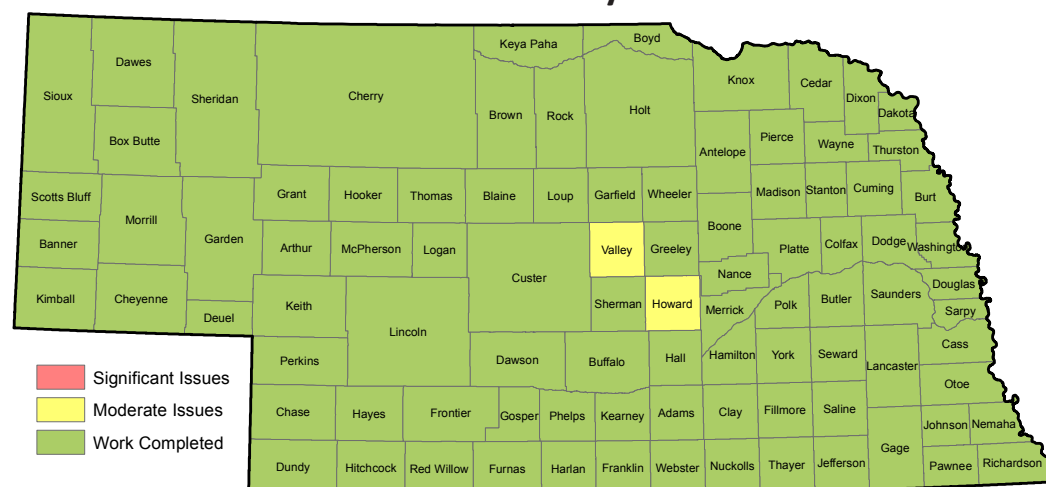 Keya Paha
Boyd
Dawes
Sioux
Sheridan
Cherry
Knox
Cedar
Dixon
Dakota
Brown
Rock
Holt
Box Butte
Antelope
Pierce
Wayne
Thurston
Scotts Bluff
Grant
Hooker
Thomas
Blaine
Loup
Garfield
Wheeler
Madison
Stanton
Cuming
Burt
Morrill
Banner
Garden
Arthur
McPherson
Logan
Custer
Valley
Greeley
Boone
Platte
Colfax
Dodge
Washington
Nance
Kimball
Cheyenne
Deuel
Keith
Lincoln
Sherman
Howard
Merrick
Polk
Butler
Saunders
Douglas
Sarpy
Perkins
Dawson
Buffalo
Hall
Hamilton
York
Seward
Lancaster
Cass
Otoe
Significant Issues
Moderate Issues
Work Completed
Chase
Hayes
Frontier
Gosper
Phelps
Kearney
Adams
Clay
Fillmore
Saline
Gage
Johnson
Nemaha
Dundy
Hitchcock
Red Willow
Furnas
Harlan
Franklin
Webster
Nuckolls
Thayer
Jefferson
Pawnee
Richardson